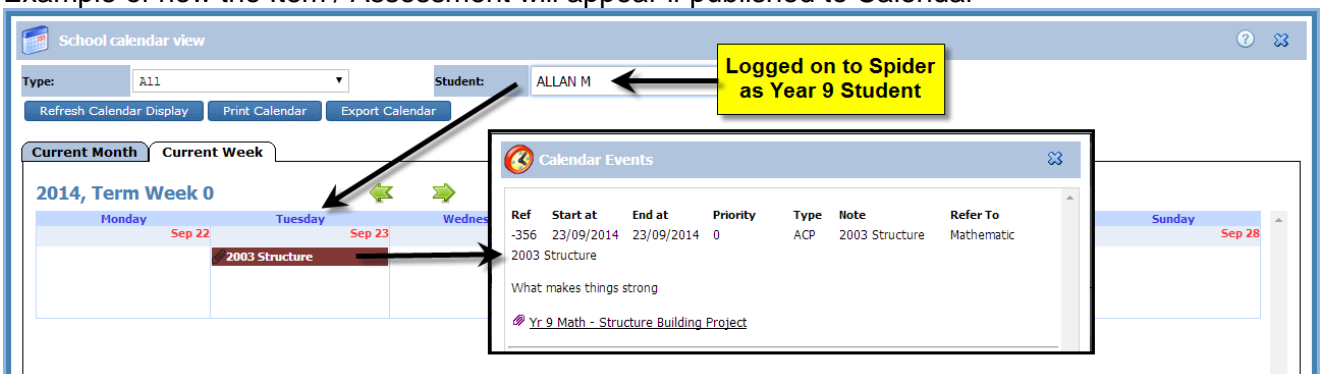 Example of how the Item / Assessment will appear if published to Calendar
School calendar view
Type: All Student: ALLAN M
Logged on to Spider
as Year 9 Student
Refresh Calendar Display Print Calendar Export Calendar
Current Month Current Week
2014, Term Week 0
Monday Tuesday Wednes Sunday
Sep 22 Sep 23 Sep 28
2003 Structure
Calendar Events
Ref Start at End at Priority Type Note Refer To
-356 23/09/2014 23/09/2014 0 ACP 2003 Structure Mathematic
2003 Structure
What makes things strong
Yr 9 Math - Structure Building Project